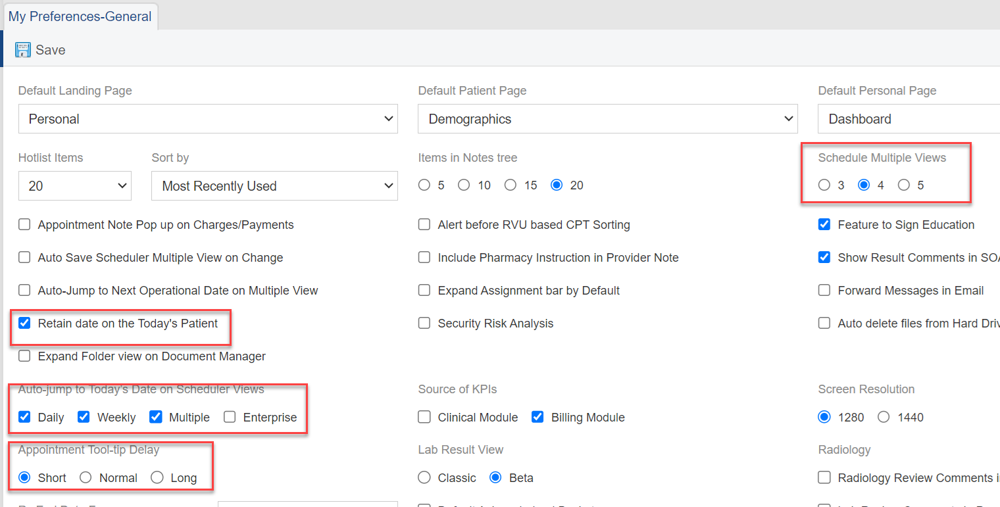 My Preferences-General
Save
Default Landing Page Default Patient Page Default Personal Page
Personal Demographics Dashboard
Hotlist Items Sort by Items in Notes tree Schedule Multiple Views
20 Most Recently Used 5 10 15 20 3 4 5
Appointment Note Pop up on Charges/Payments Alert before RVU based CPT Sorting Feature to Sign Education
Auto Save Scheduler Multiple View on Change Include Pharmacy Instruction in Provider Note Show Result Comments in
Auto-Jump to Next Operational Date on Multiple View Expand Assignment bar by Default Forward Messages in Email
Retain date on the Today's Patient Security Risk Analysis Auto delete files from Hard
Expand Folder view on Document Manager
Auto-jump to Today's Date on Scheduler Views Source of KPIs Screen Resolution
Daily Weekly Multiple Enterprise Clinical Module Billing Module 1280 1440
Appointment Tool-tip Delay Lab Result View Radiology
Short Normal Long Classic Beta Radiology Review Comments